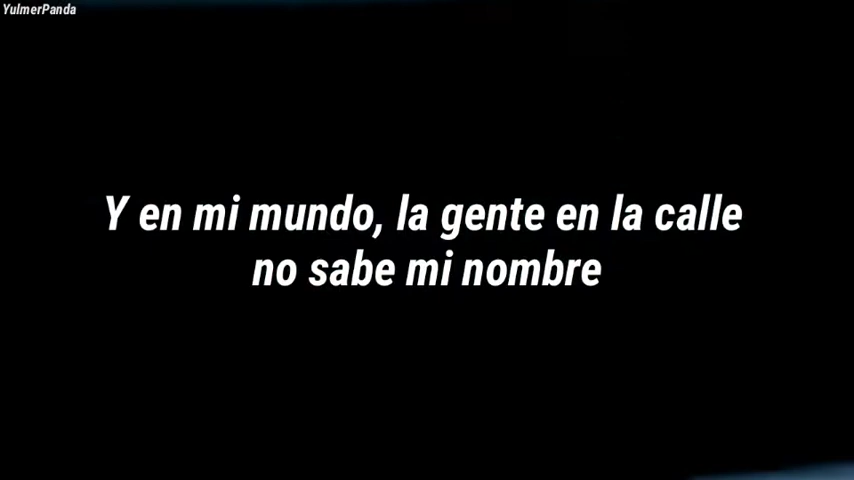 YulmerPanda
Y en mi mundo, la gente en la calle
no sabe mi nombre